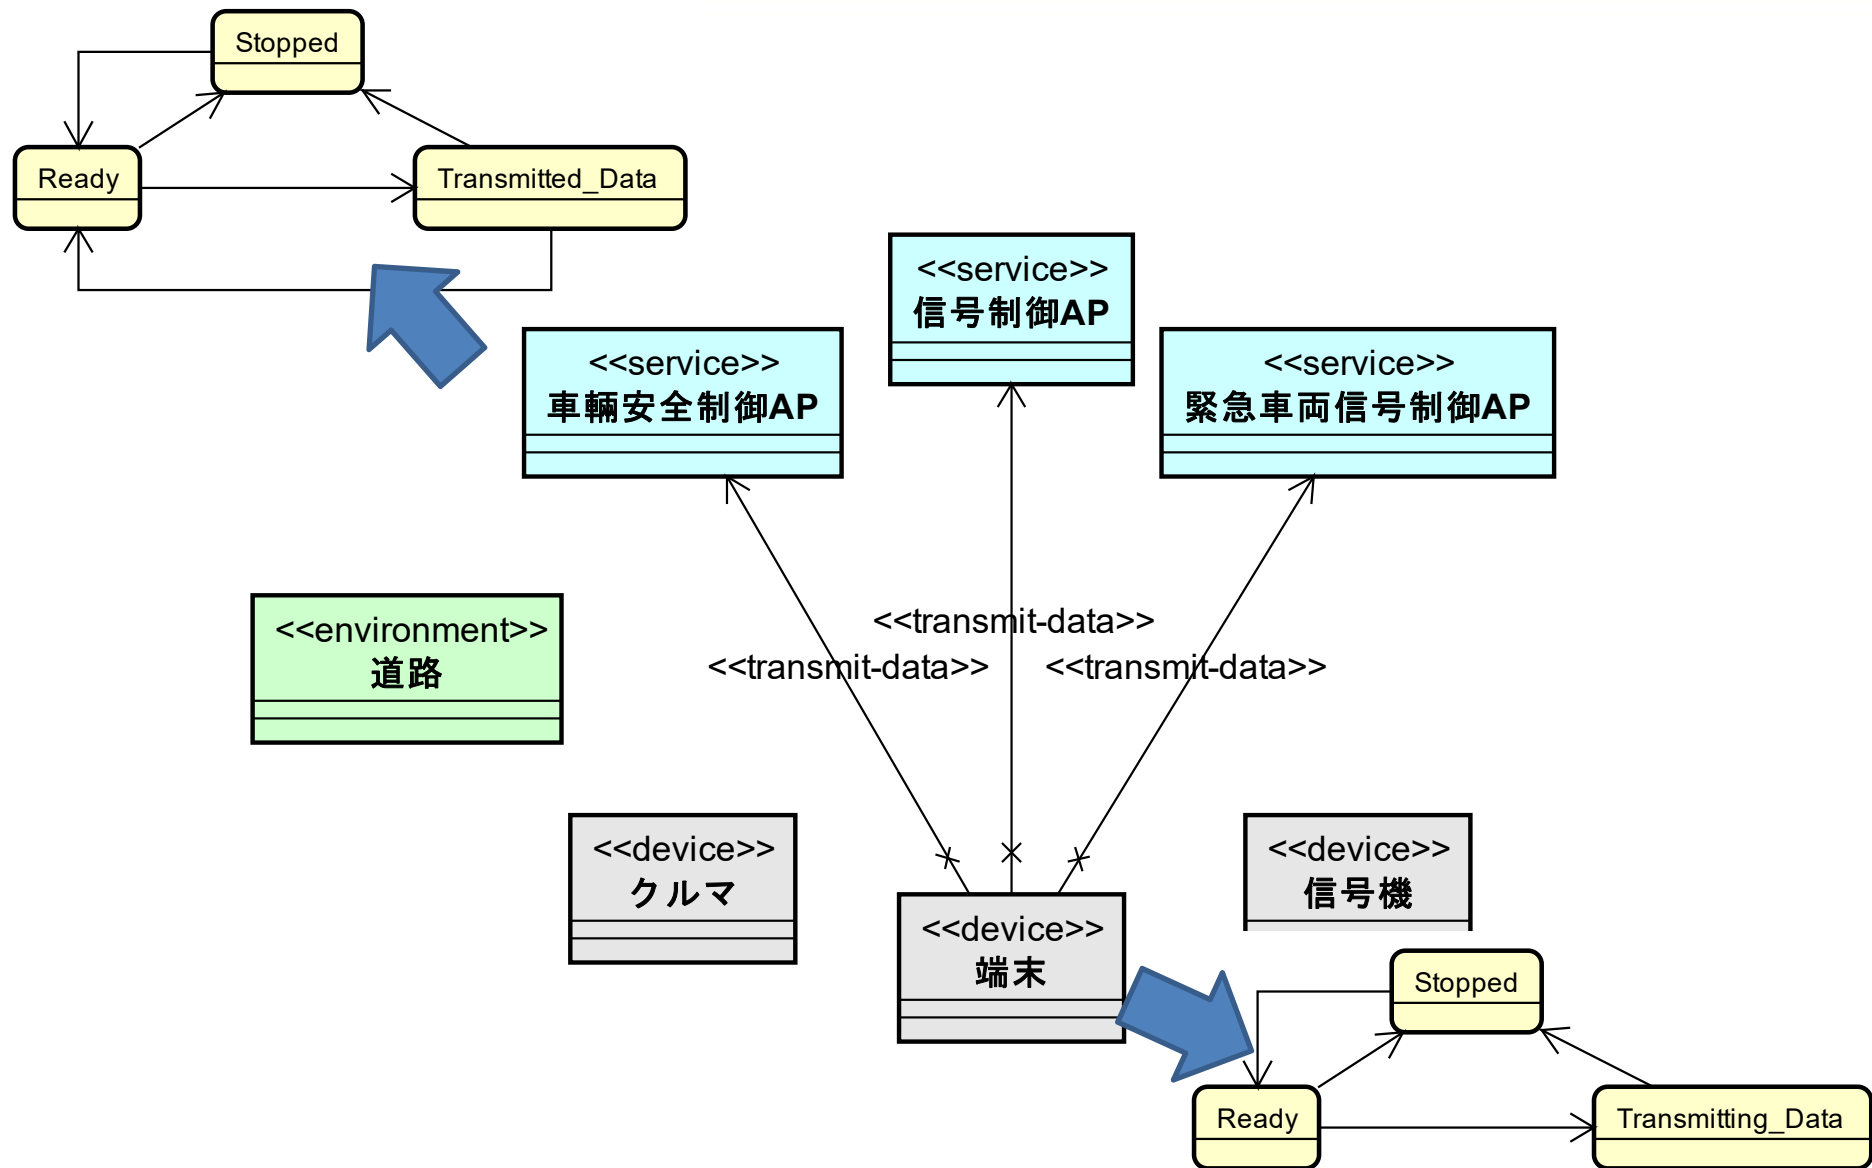 Stopped
Ready
Transmitted_Data
<<service>>
信号制御AP
<<service>>
車輛安全制御AP
<<service>>
緊急車両信号制御AP
<<environment>>
道路
<<transmit-data>>
<<transmit-data>>
<<transmit-data>>
<<device>>
クルマ
<<device>>
端末
<<device>>
信号機
Stopped
Ready
Transmitting_Data